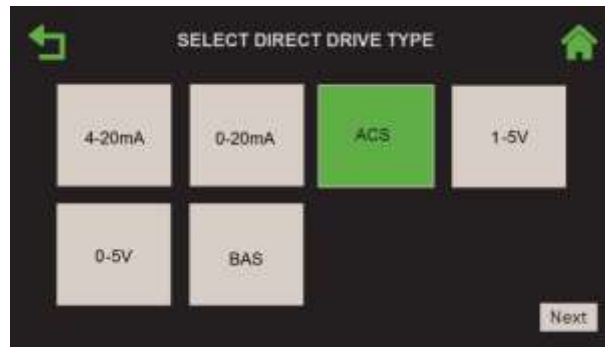 SELECT DIRECT DRIVE TYPE
4-20mA 0-20mA ACS 1-5V
0-5V BAS
Next